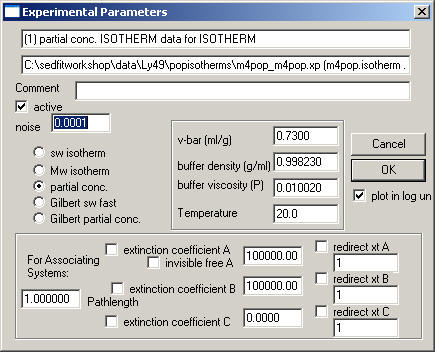 Experimental Parameters
(1) partial conc. ISOTHERM data for ISOTHERM
C:\sedfitworkshop\data\Ly49\popisotherms\m4pop_m4pop.xp (m4pop.isotherm .
Comment
active
noise 0.0001
sw isotherm
Mw isotherm
partial conc.
Gilbert sw fast
Gilbert partial conc.
v-bar (ml/g) 0.7300
buffer density (g/ml) 0.998230
buffer viscosity (P) 0.010020
Temperature 20.0
Cancel
OK
plot in log un
For Associating
Systems:
1.000000 Pathlength
extinction coefficient A 100000.00
invisible free A
extinction coefficient B 100000.00
extinction coefficient C 0.0000
redirect xt A
1
redirect xt B
1
redirect xt C
1